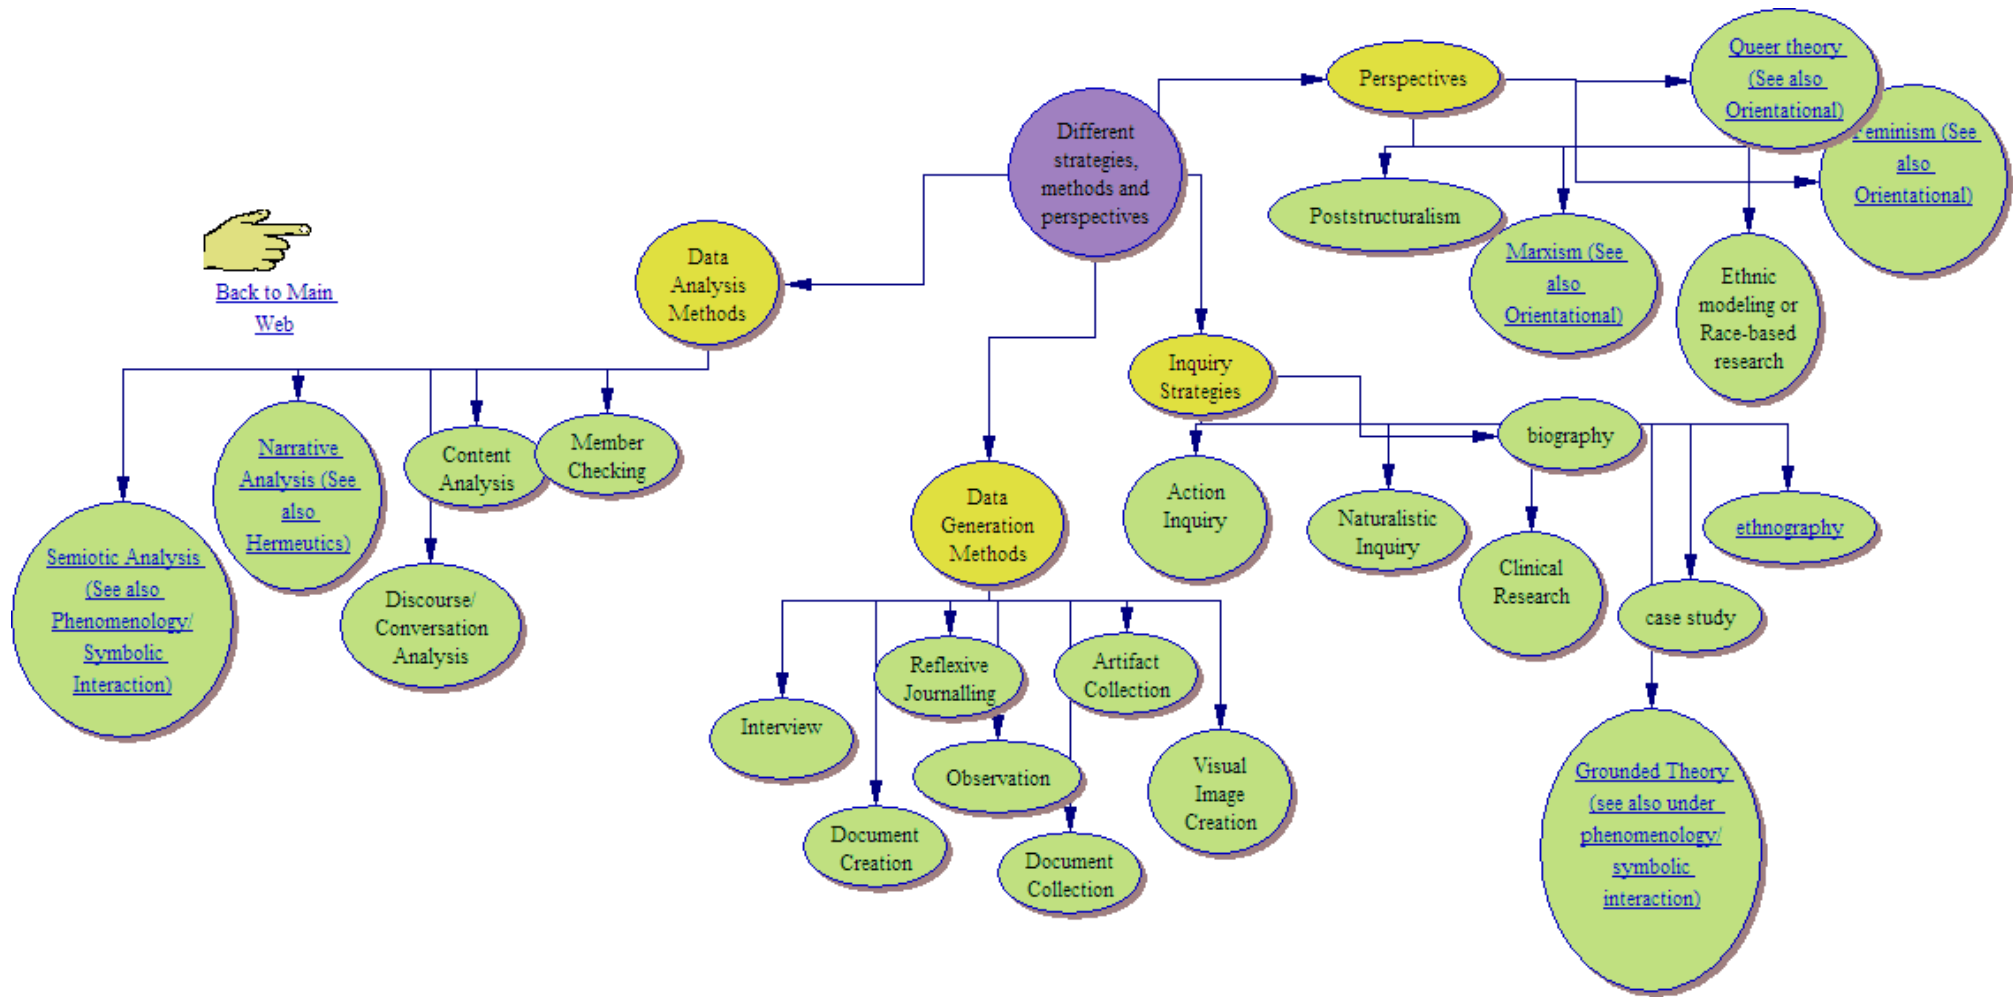 Different
strategies,
methods and
perspectives
Perspectives
Queer theory
(See also
Orientational)
Feminism (See
also
Orientational)
Poststructuralism
Marxism (See
also
Orientational)
Ethnic
modeling or
Race-based
research
Back to Main
Web
Data
Analysis
Methods
Semiotic Analysis
(See also
Phenomenology/
Symbolic
Interaction)
Narrative
Analysis (See
also
Hermeutics)
Discourse/
Conversation
Analysis
Content
Analysis
Member
Checking
Inquiry
Strategies
biography
Action
Inquiry
Naturalistic
Inquiry
Clinical
Research
case study
ethnography
Grounded Theory
(see also under
phenomenology/
symbolic
interaction)
Data
Generation
Methods
Interview
Document
Creation
Reflexive
Journalling
Observation
Document
Collection
Artifact
Collection
Visual
Image
Creation